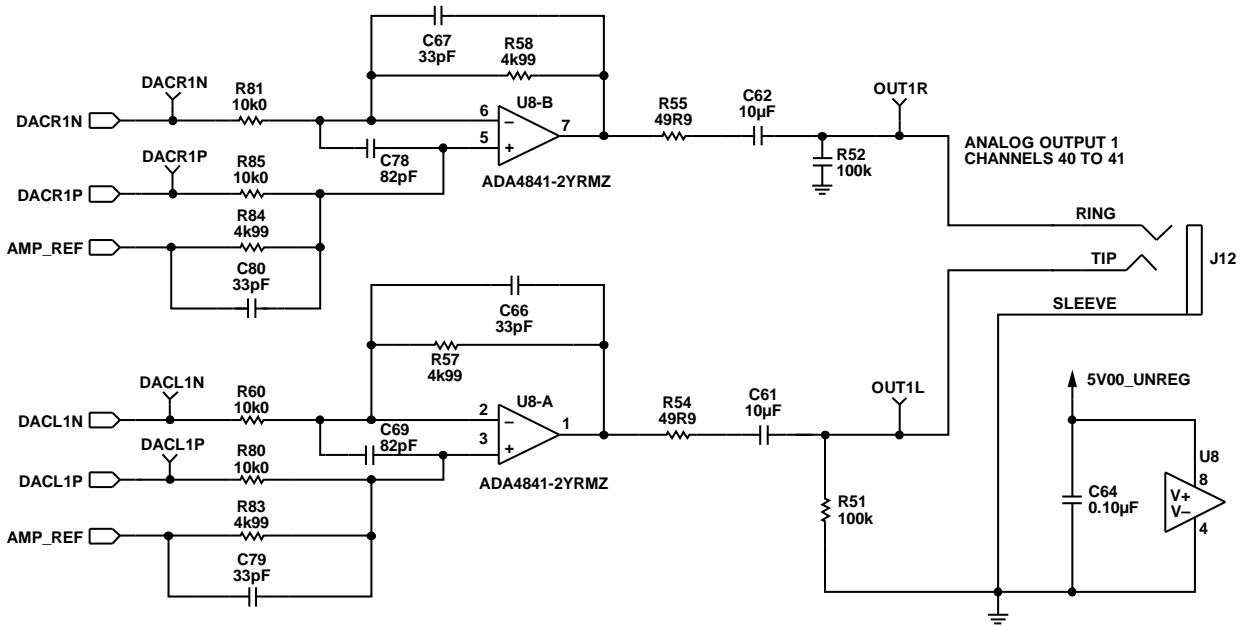 C67
33pF
R58
4k99
DACR1N
R81
10k0
U8-B
DACR1N
6
–
7
5
+
C78
82pF
ADA4841-2YRMZ
R55
49R9
C62
10µF
OUT1R
R52
100k
ANALOG OUTPUT 1
CHANNELS 40 TO 41
DACR1P
R85
10k0
DACR1P
R84
4k99
AMP_REF
C80
33pF
RING
TIP
J12
SLEEVE
C66
33pF
R57
4k99
DACL1N
R60
10k0
U8-A
DACL1N
2
–
1
3
+
C69
82pF
ADA4841-2YRMZ
R54
49R9
C61
10µF
OUT1L
5V00_UNREG
DACL1P
R80
10k0
DACL1P
R83
4k99
AMP_REF
C79
33pF
R51
100k
C64
0.10µF
U8
8
V+
V–
4